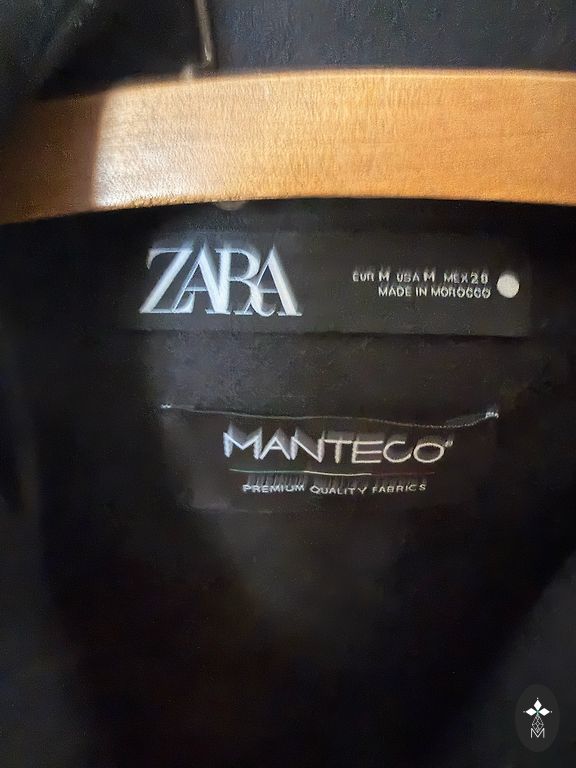 ZARA
EUR M USA M MEX 28
MADE IN MOROCCO
MANTECO®
PREMIUM QUALITY FABRICS
M